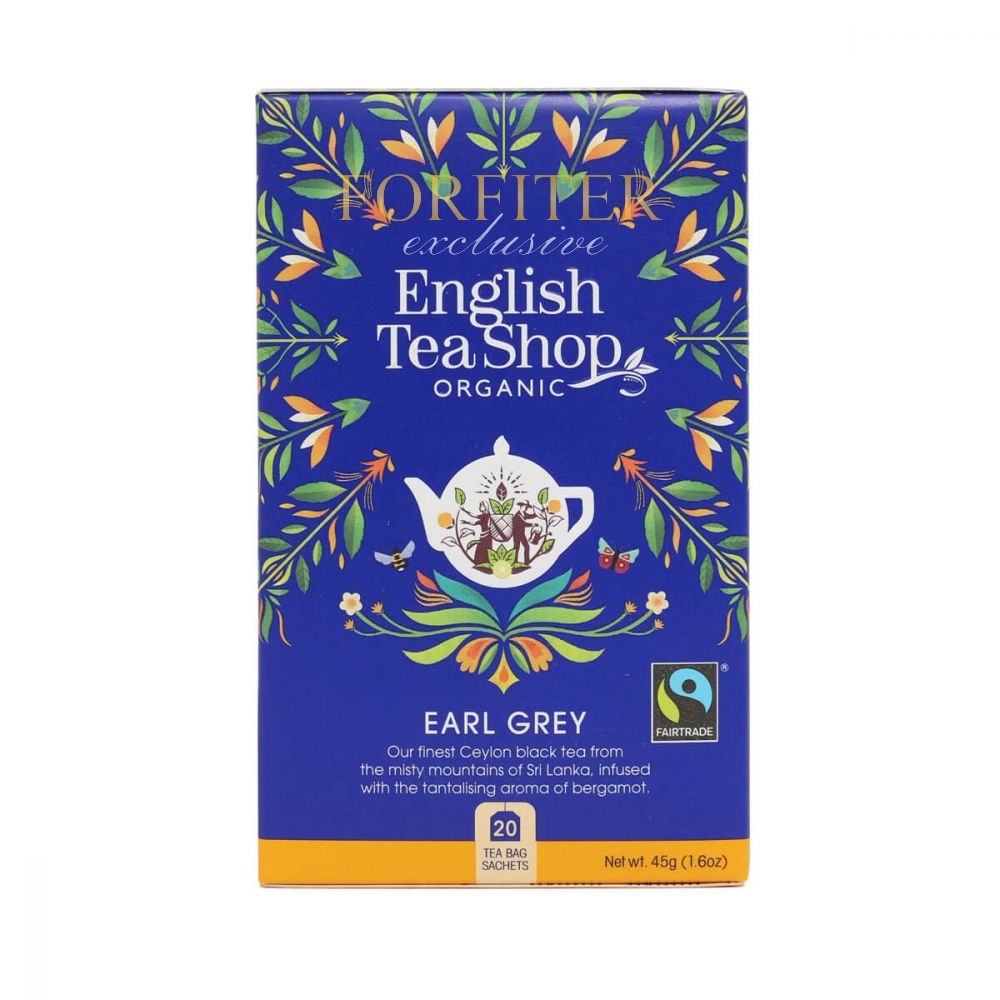 FORFITER
exclusive
English
Tea Shop
ORGANIC
EARL GREY
Our finest Ceylon black tea from
the misty mountains of Sri Lanka, infused
with the tantalising aroma of bergamot.
®
FAIRTRADE
20
TEA BAG
SACHETS
Net wt. 45g (1.6oz)